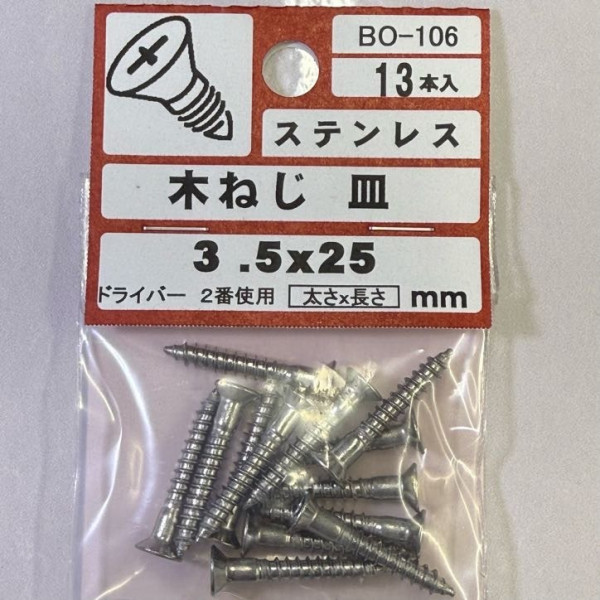 BO-106
13本入
ステンレス
木ねじ 皿
3 .5x25
ドライバー 2番使用 太さx長さ mm